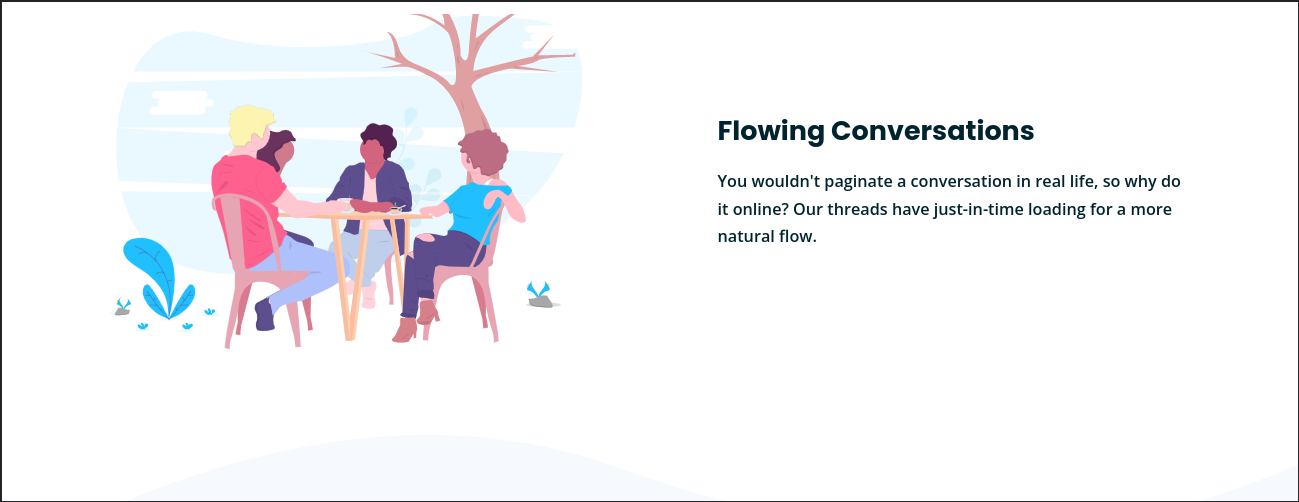 Flowing Conversations
You wouldn't paginate a conversation in real life, so why do
it online? Our threads have just-in-time loading for a more
natural flow.